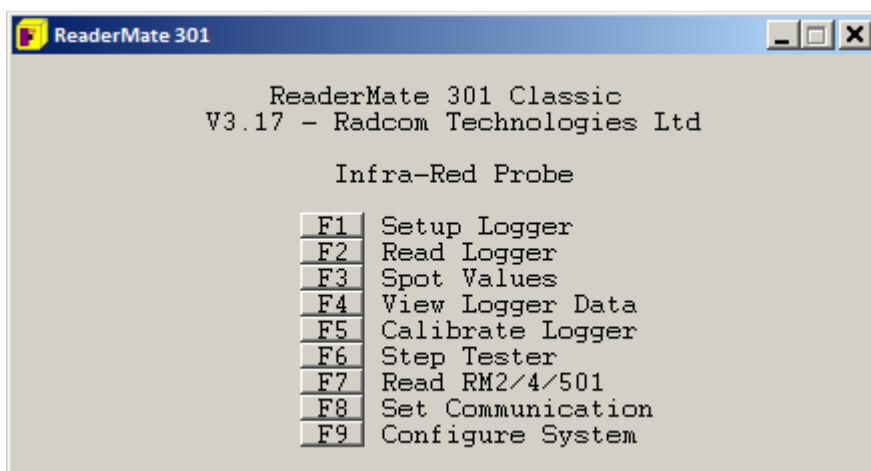 ReaderMate 301
ReaderMate 301 Classic
V3.17 - Radcom Technologies Ltd
Infra-Red Probe
F1 Setup Logger
F2 Read Logger
F3 Spot Values
F4 View Logger Data
F5 Calibrate Logger
F6 Step Tester
F7 Read RM2/4/501
F8 Set Communication
F9 Configure System